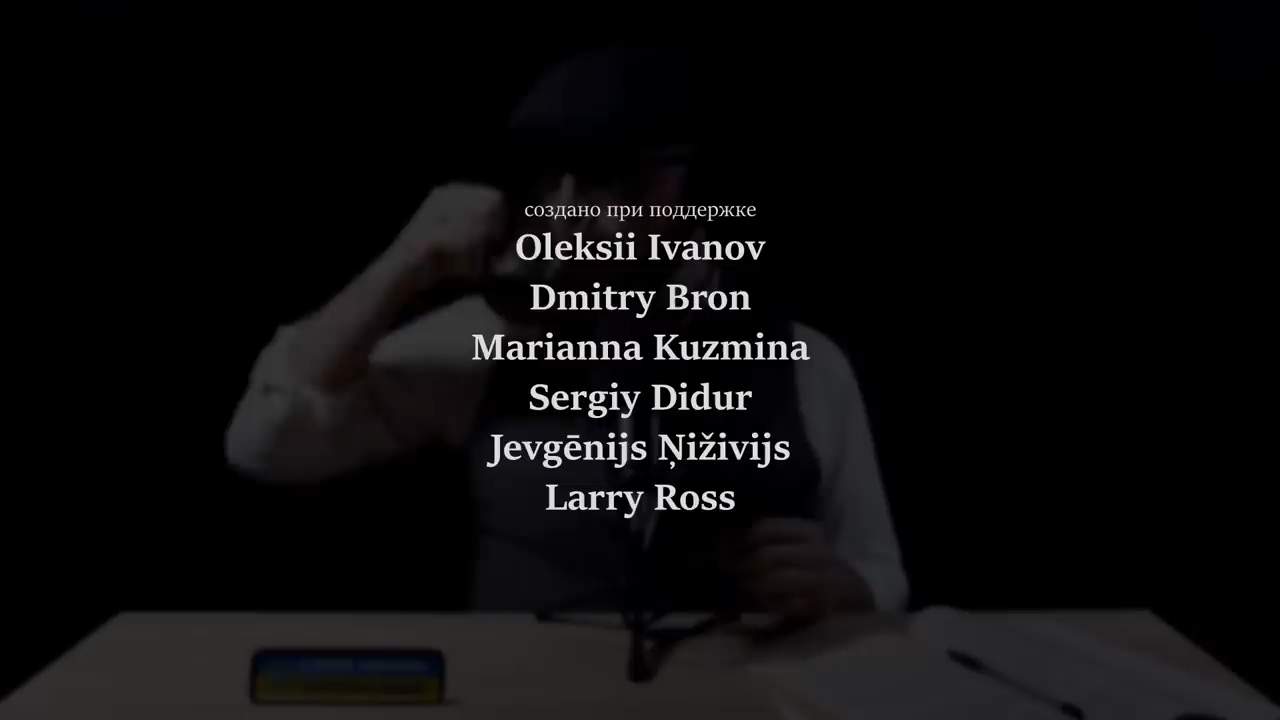 создано при поддержке
Oleksii Ivanov
Dmitry Bron
Marianna Kuzmina
Sergiy Didur
Jevgēnijs Ņiživijs
Larry Ross